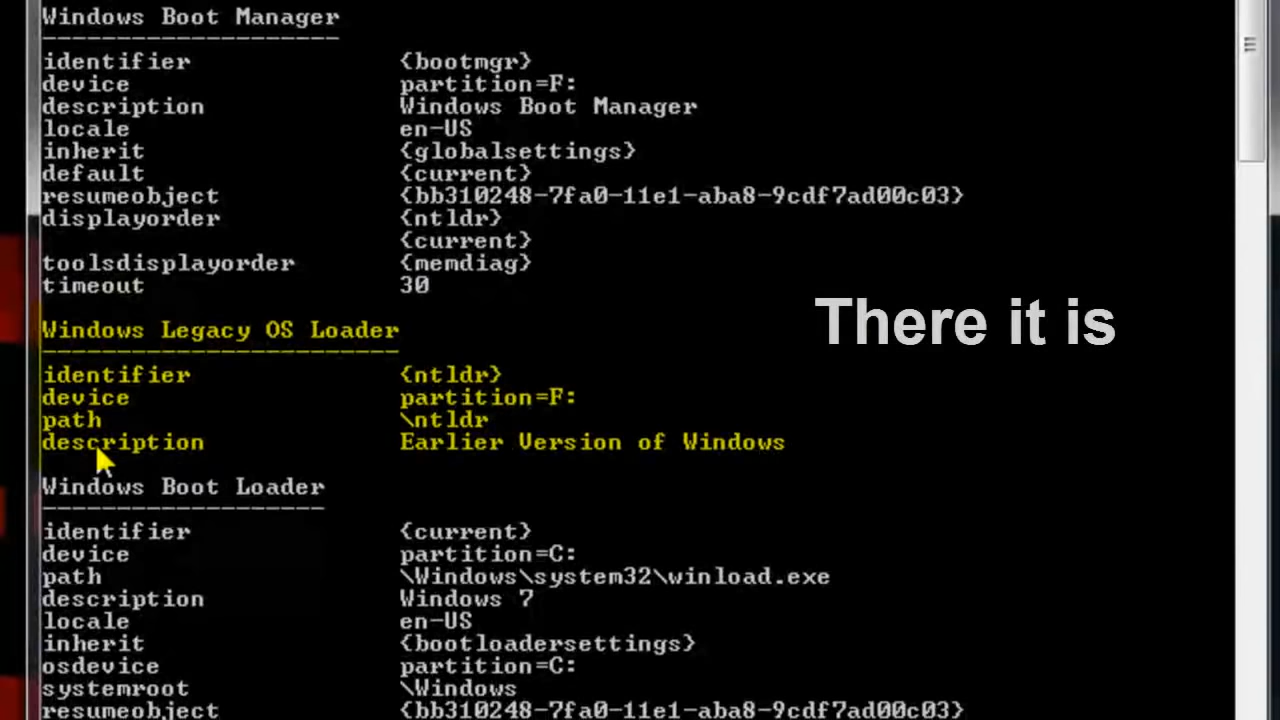 Windows Boot Manager
--------------------
identifier              {bootmgr}
device                  partition=F:
description             Windows Boot Manager
locale                  en-US
inherit                 {globalsettings}
default                 {current}
resumeobject            {bb310248-7fa0-11e1-aba8-9cdf7ad00c03}
displayorder            {ntldr}
                        {current}
toolsdisplayorder       {memdiag}
timeout                 30
There it is
Windows Legacy OS Loader
------------------------
identifier              {ntldr}
device                  partition=F:
path                    \ntldr
description             Earlier Version of Windows
Windows Boot Loader
-------------------
identifier              {current}
device                  partition=C:
path                    \Windows\system32\winload.exe
description             Windows 7
locale                  en-US
inherit                 {bootloadersettings}
osdevice                partition=C:
systemroot              \Windows
resumeobject            {bb310248-7fa0-11e1-aba8-9cdf7ad00c03}